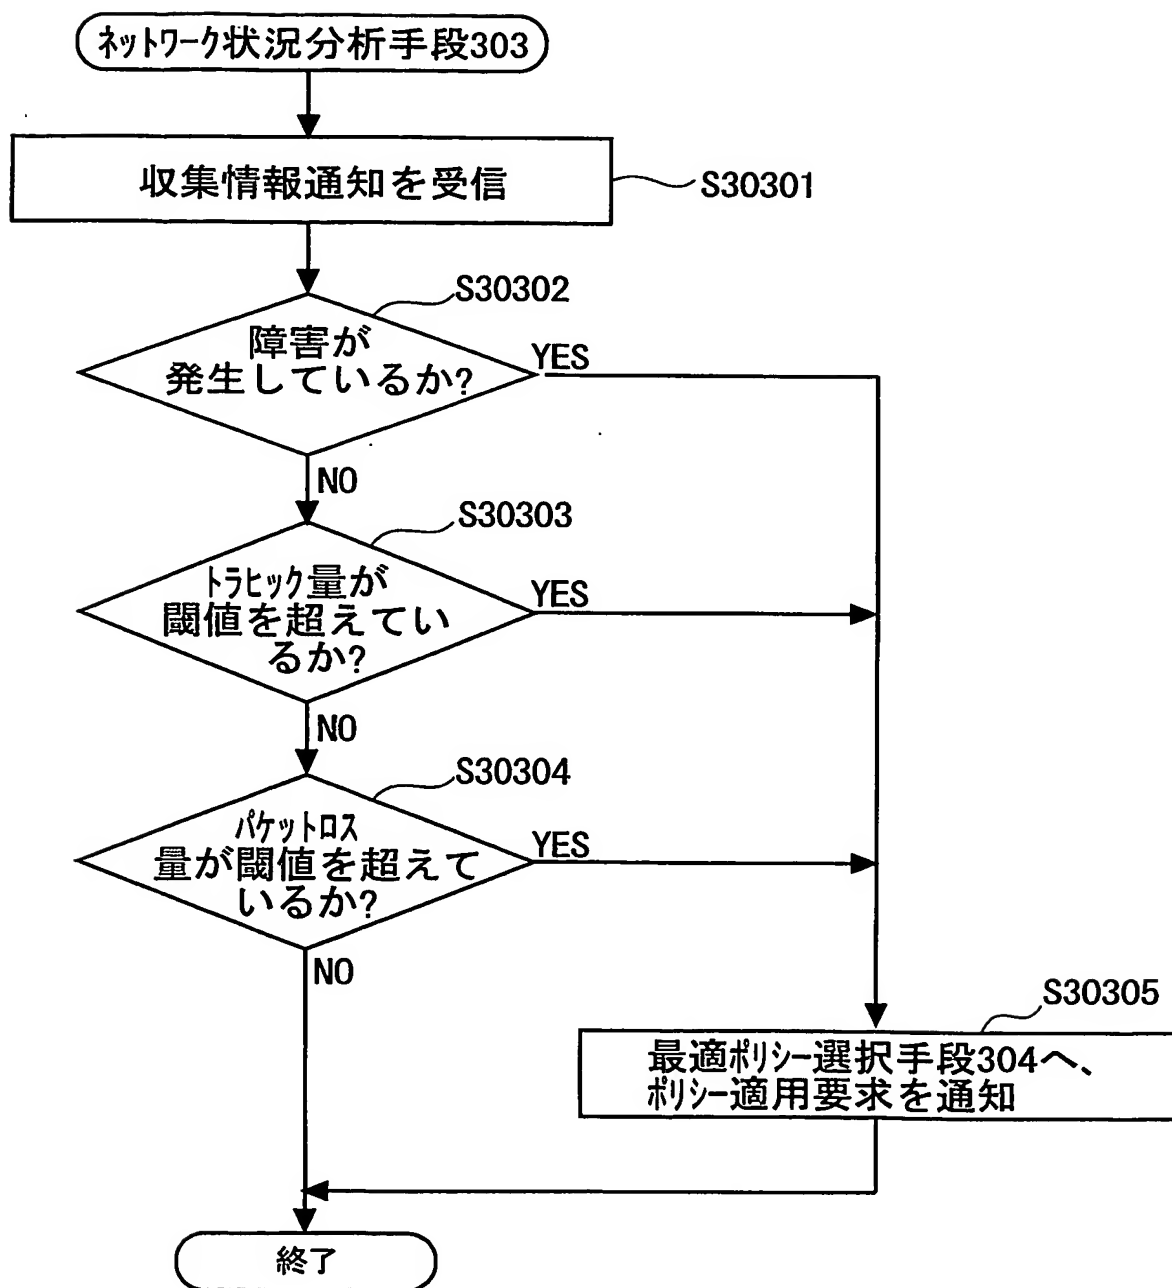 ネットワーク状況分析手段303
収集情報通知を受信
S30301
S30302
障害が
発生しているか?
YES
NO
S30303
トラヒック量が
閾値を超えてい
るか?
YES
NO
S30304
パケットロス
量が閾値を超えて
いるか?
YES
NO
S30305
最適ポリシー選択手段304へ、
ポリシー適用要求を通知
終了